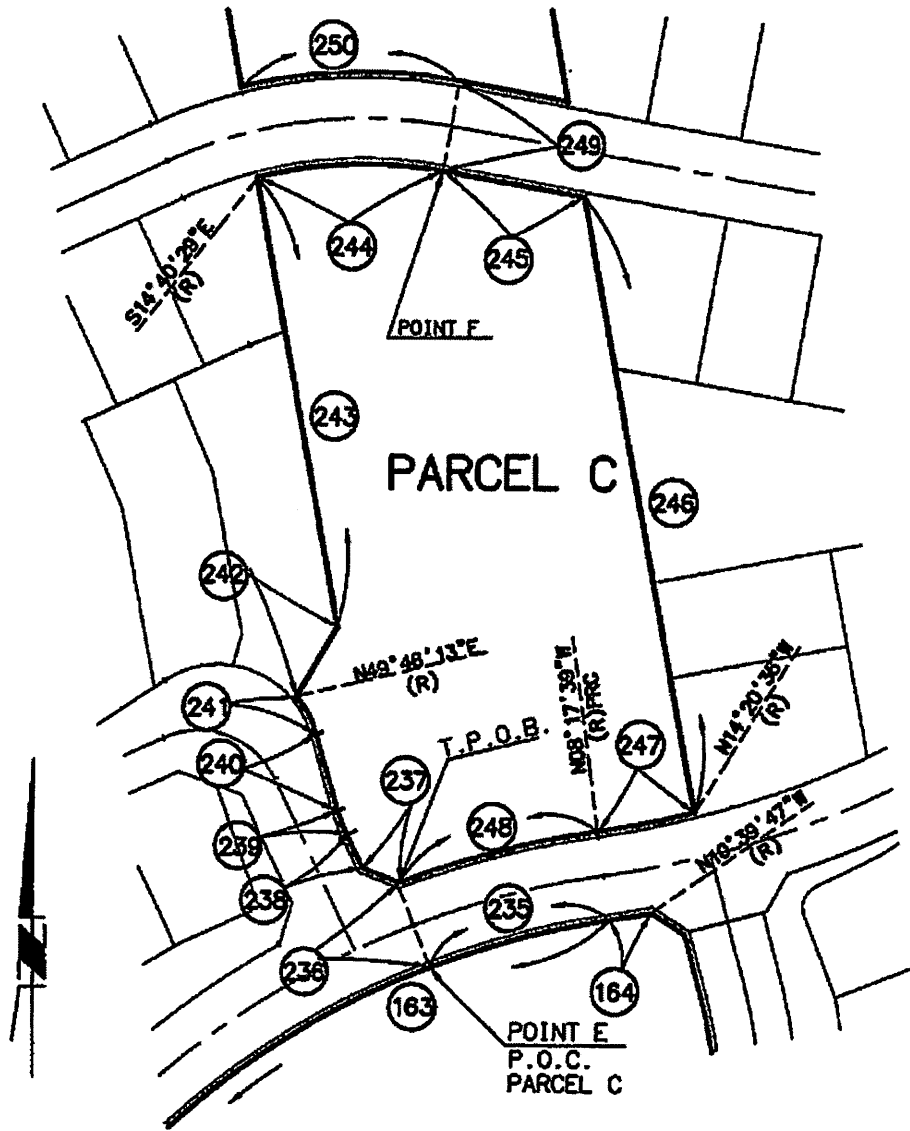 250
249
244
245
S14°40'29"E
(R)
POINT F
243
PARCEL C
246
242
N49°48'13"E
(R)
N08°17'39"W
(R)PRC
N14°20'36"W
(R)
241
T.P.O.B.
247
240
237
248
239
N19°39'47"W
(R)
238
235
236
163
164
POINT E
P.O.C.
PARCEL C